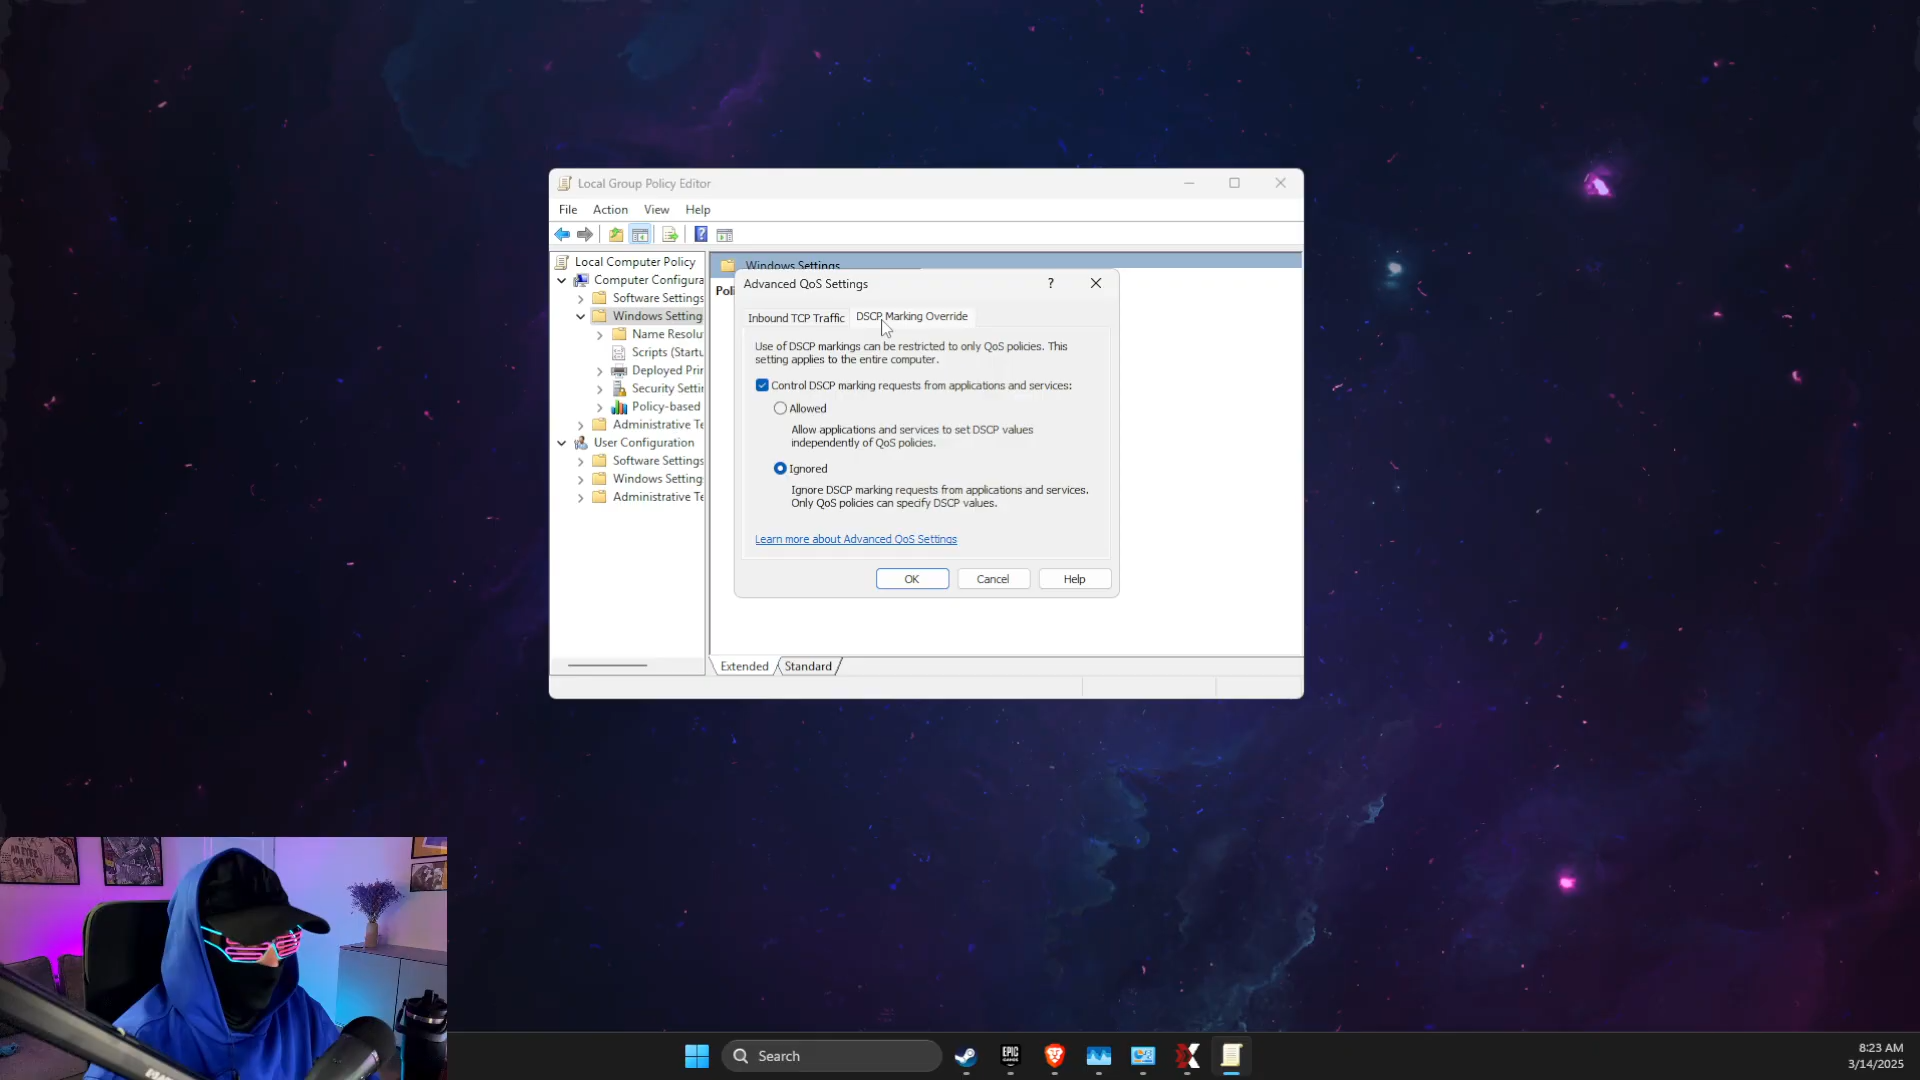 Local Group Policy Editor
File Action View Help
Local Computer Policy
Computer Configura
Software Settings
Windows Setting
Name Resolu
Scripts (Startu
Deployed Prin
Security Settir
Policy-based
Administrative Te
User Configuration
Software Settings
Windows Setting
Administrative Te
Windows Settings
Poli
Advanced QoS Settings
?
Inbound TCP Traffic
DSCP Marking Override
Use of DSCP markings can be restricted to only QoS policies. This
setting applies to the entire computer.
Control DSCP marking requests from applications and services:
Allowed
Allow applications and services to set DSCP values
independently of QoS policies.
Ignored
Ignore DSCP marking requests from applications and services.
Only QoS policies can specify DSCP values.
Learn more about Advanced QoS Settings
OK
Cancel
Help
Extended
Standard
Search
EPIC
8:23 AM
3/14/2025